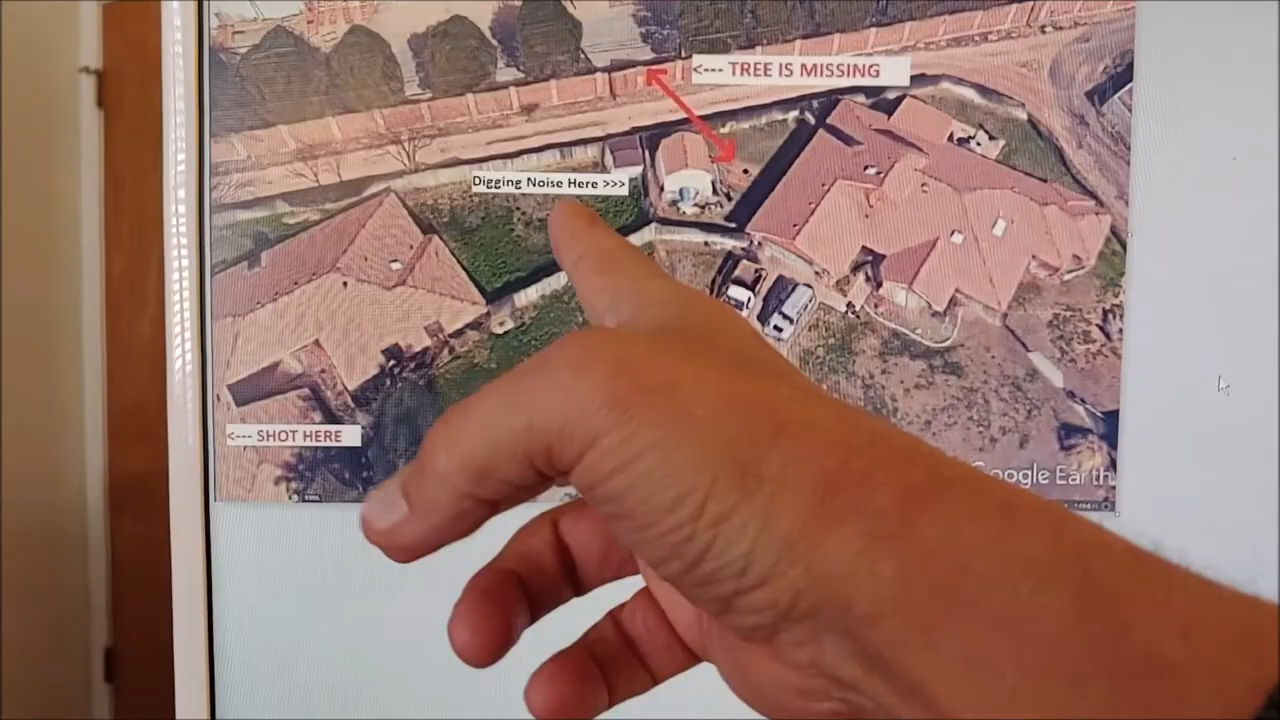 <--- TREE IS MISSING
Digging Noise Here >>>
<--- SHOT HERE
Google Earth